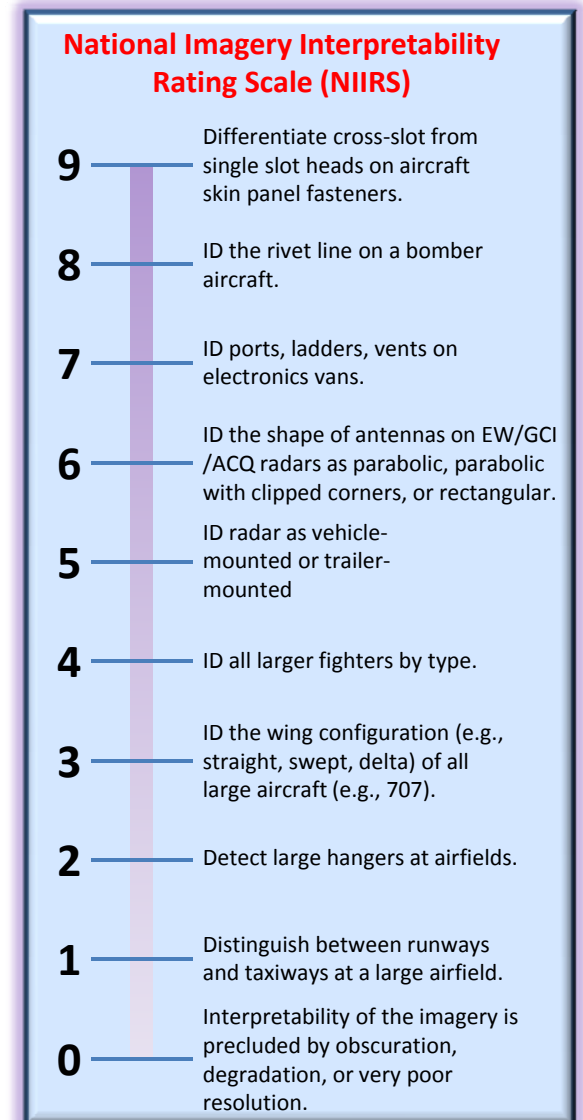 National Imagery Interpretability
Rating Scale (NIIRS)
9
Differentiate cross-slot from
single slot heads on aircraft
skin panel fasteners.
8
ID the rivet line on a bomber
aircraft.
7
ID ports, ladders, vents on
electronics vans.
6
ID the shape of antennas on EW/GCI
/ACQ radars as parabolic, parabolic
with clipped corners, or rectangular.
5
ID radar as vehicle-
mounted or trailer-
mounted
4
ID all larger fighters by type.
3
ID the wing configuration (e.g.,
straight, swept, delta) of all
large aircraft (e.g., 707).
2
Detect large hangers at airfields.
1
Distinguish between runways
and taxiways at a large airfield.
0
Interpretability of the imagery is
precluded by obscuration,
degradation, or very poor
resolution.